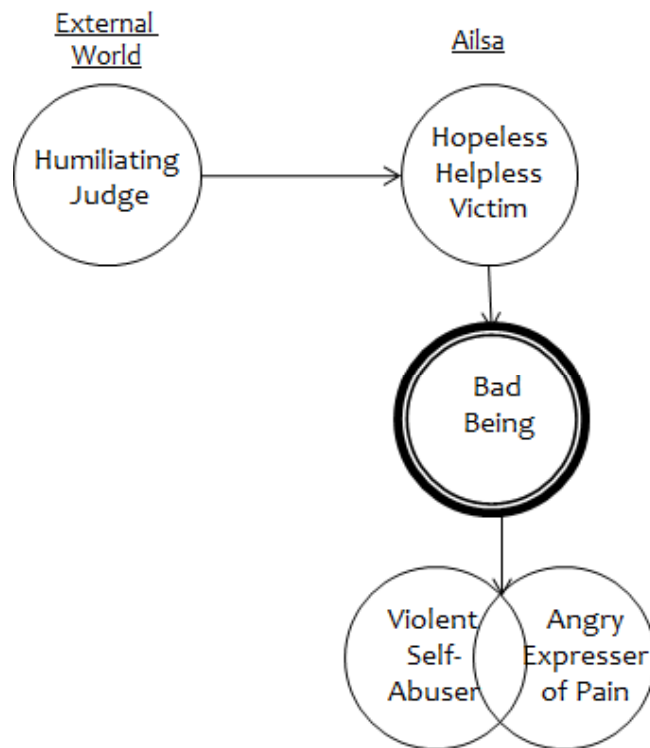 External
World
Ailsa
Humiliating
Judge
Hopeless
Helpless
Victim
Bad
Being
Violent
Self-
Abuser
Angry
Expresser
of Pain